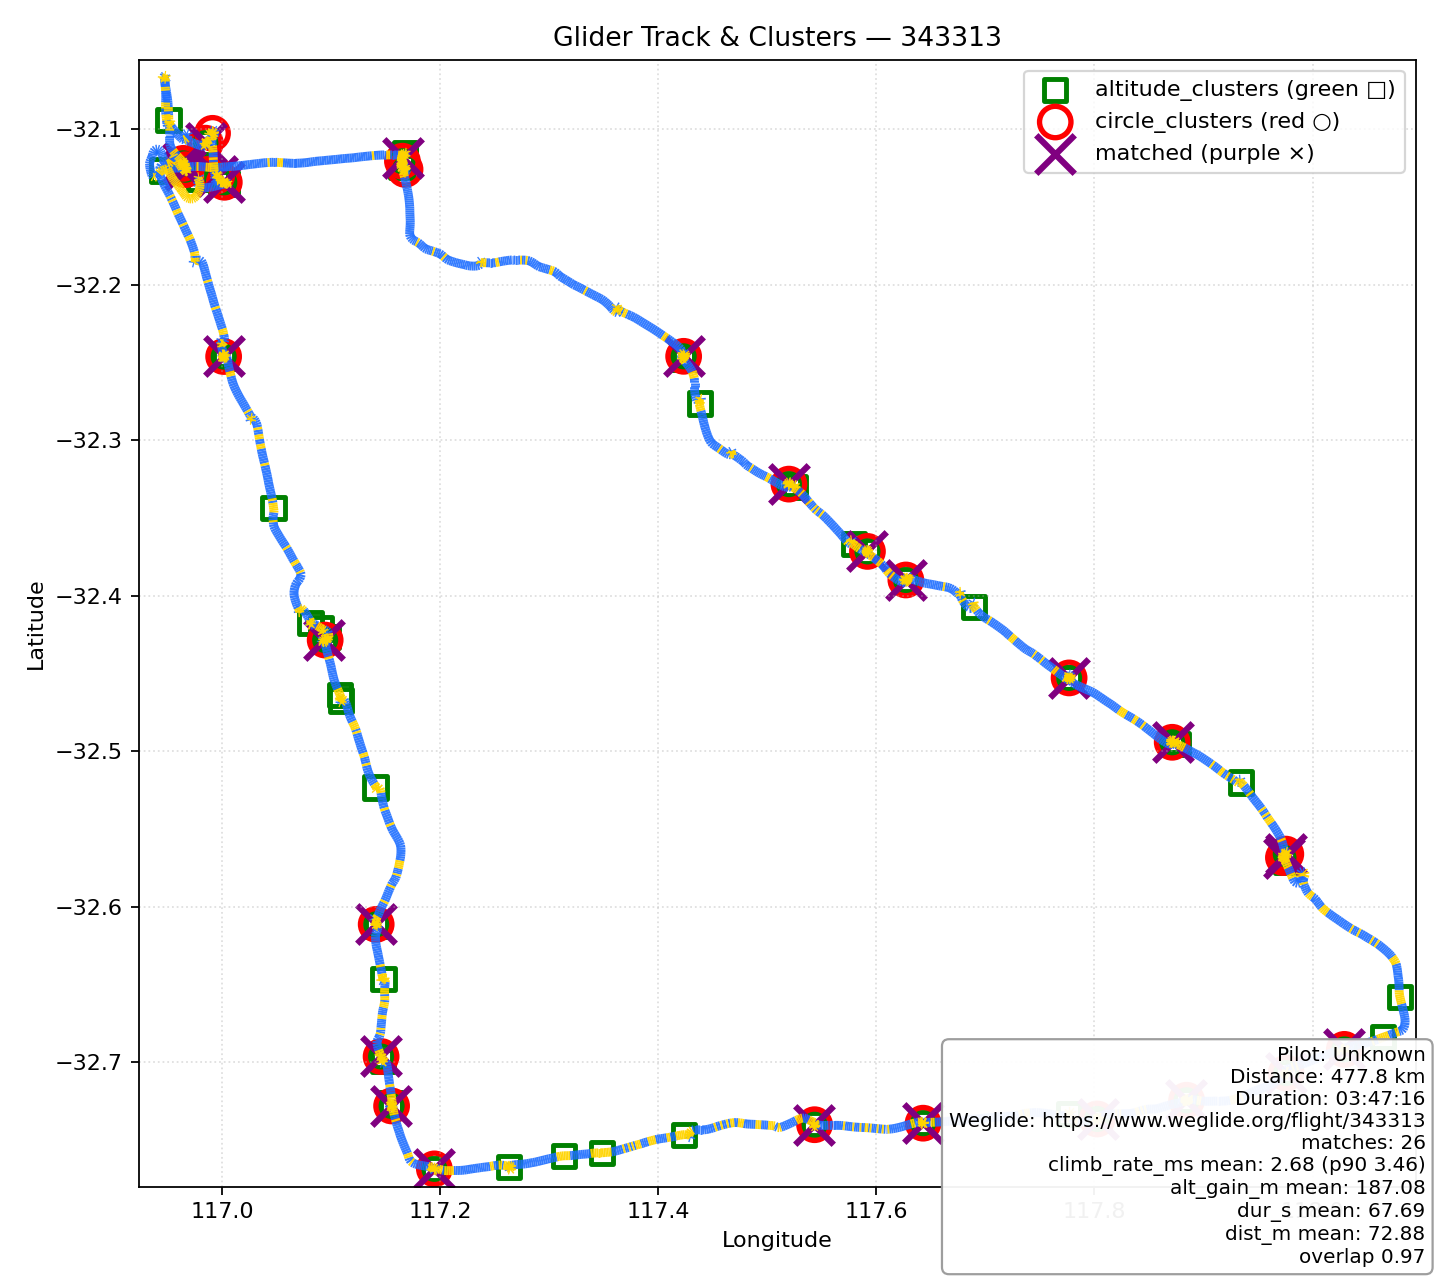 Glider Track & Clusters — 343313
altitude_clusters (green □)
circle_clusters (red ○)
matched (purple ×)
−32.1
−32.2
−32.3
−32.4
−32.5
−32.6
−32.7
Latitude
117.0
117.2
117.4
117.6
117.8
Longitude
Pilot: Unknown
Distance: 477.8 km
Duration: 03:47:16
Weglide: https://www.weglide.org/flight/343313
matches: 26
climb_rate_ms mean: 2.68 (p90 3.46)
alt_gain_m mean: 187.08
dur_s mean: 67.69
dist_m mean: 72.88
overlap 0.97